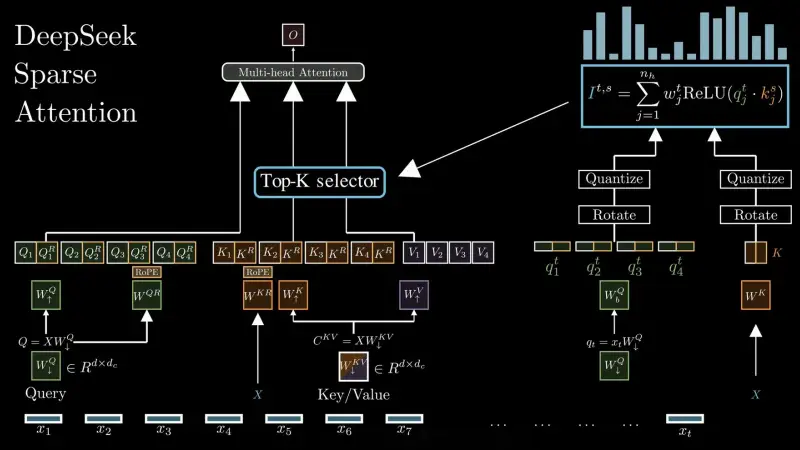 DeepSeek
Sparse
Attention
O
Multi-head Attention
I^{t,s} = \sum_{j=1}^{n_h} w_j^t ReLU(q_j^t · k_j^s)
Top-K selector
Quantize
Quantize
Rotate
Rotate
Q_1 Q_1^R Q_2 Q_2^R Q_3 Q_3^R Q_4 Q_4^R
K_1 K^R K_2 K^R K_3 K^R K_4 K^R
V_1 V_2 V_3 V_4
q_1^t q_2^t q_3^t q_4^t
K
RoPE
RoPE
W_↑^Q
W^{QR}
W^{KR}
W_↑^K
W_↑^V
W_b^Q
W^K
Q = XW_↓^Q
C^{KV} = XW_↓^{KV}
q_t = x_tW_↓^Q
W_↓^Q ∈ R^{d×d_c}
W_↓^{KV} ∈ R^{d×d_c}
W_↓^Q
Query
X
Key/Value
X
x_1 x_2 x_3 x_4 x_5 x_6 x_7 ... ... ... ... x_t